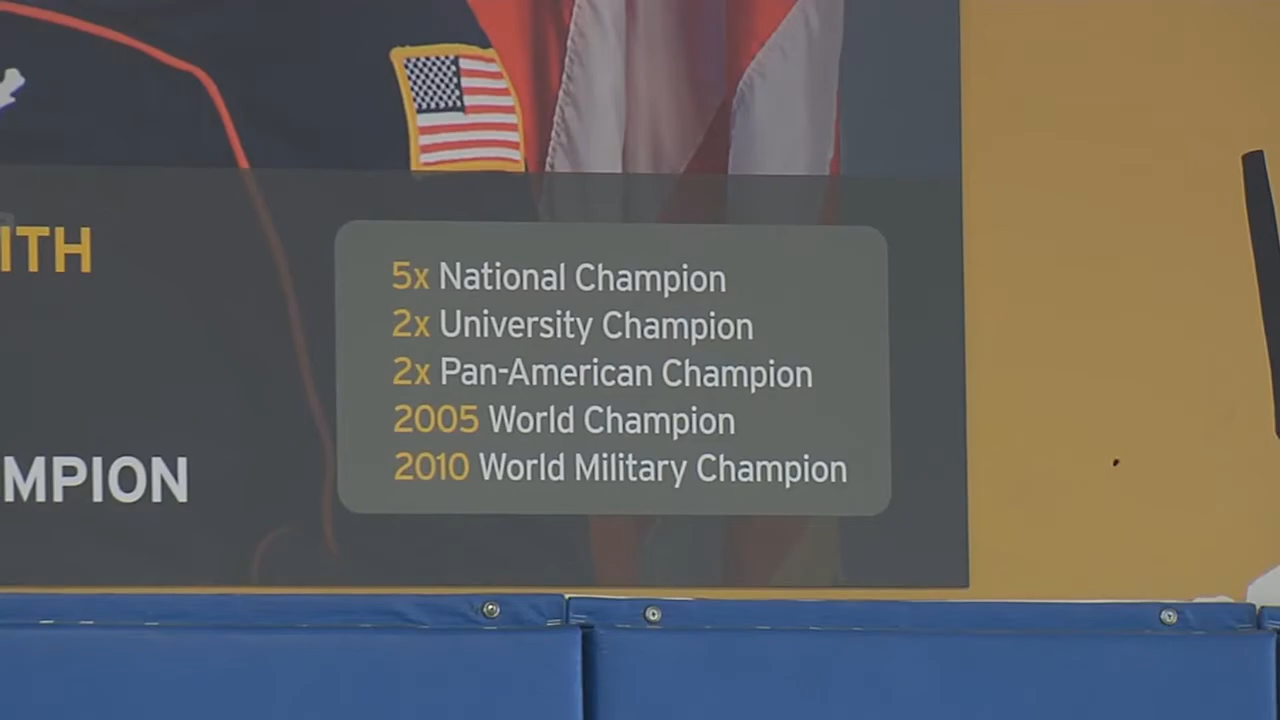 ITH
5x National Champion
2x University Champion
2x Pan-American Champion
2005 World Champion
2010 World Military Champion
MPION